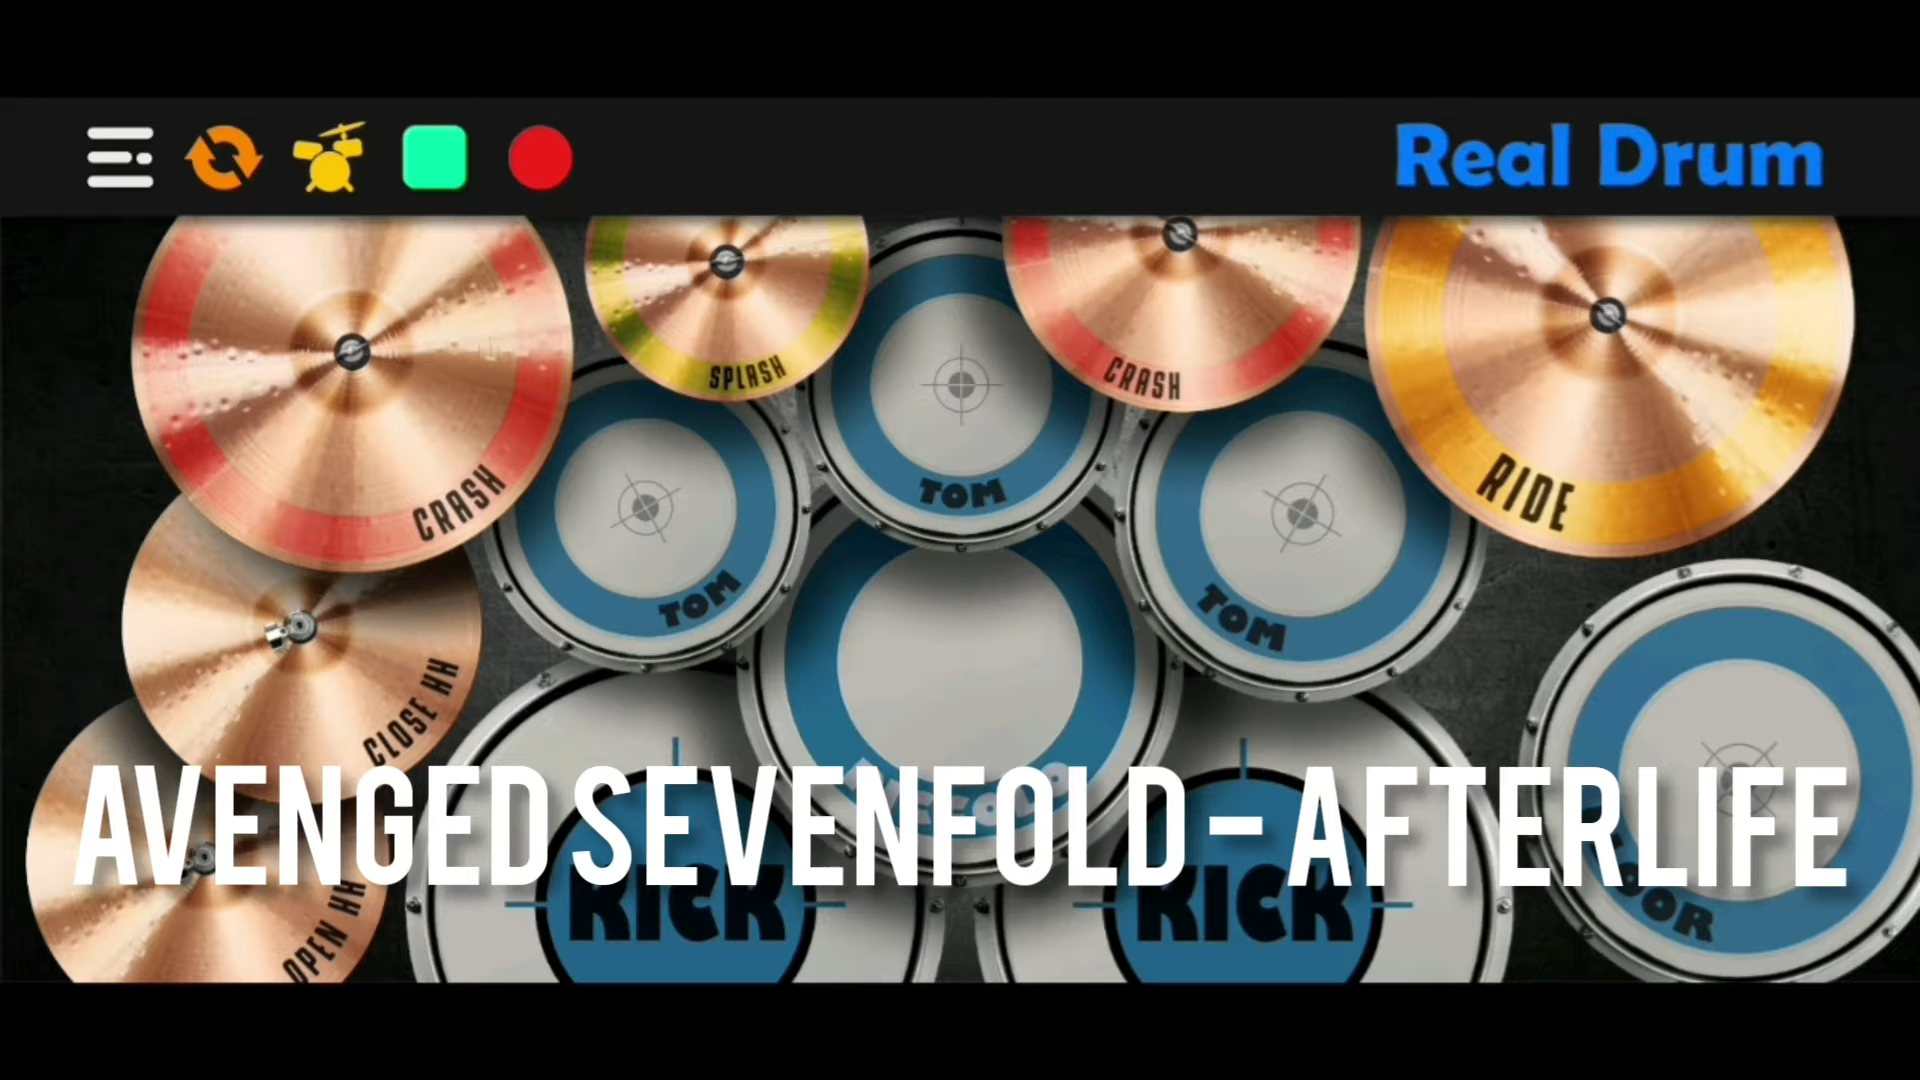 Real Drum
SPLASH
CRASH
CRASH
RIDE
TOM
TOM
TOM
CLOSE HH
AVENGED SEVENFOLD - AFTERLIFE
KICK
KICK
OPEN HH